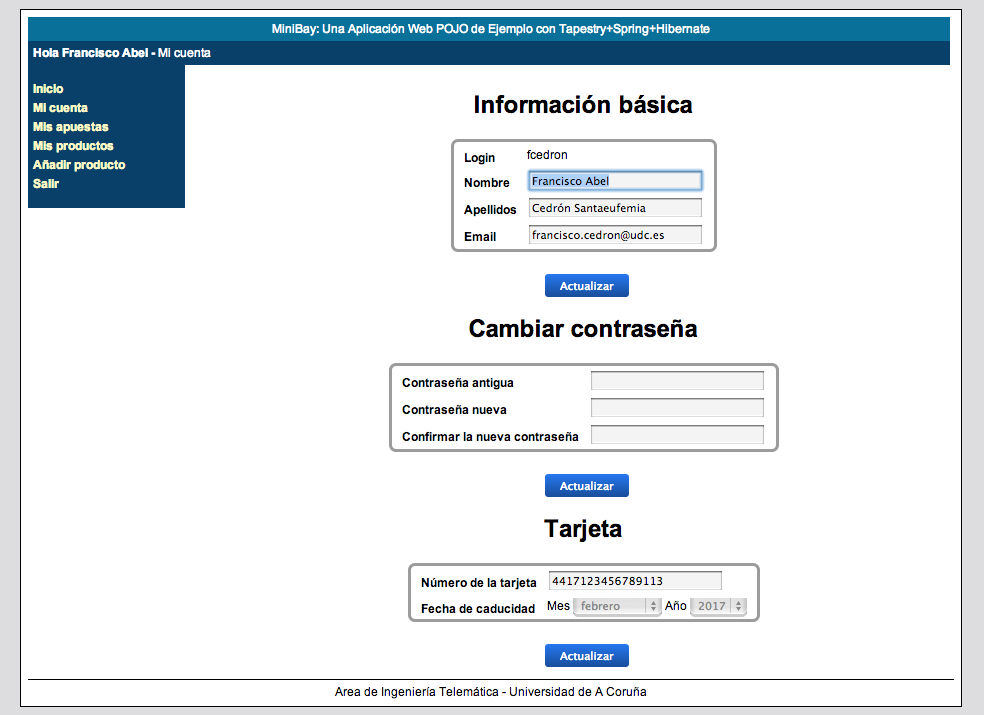 MiniBay: Una Aplicación Web POJO de Ejemplo con Tapestry+Spring+Hibernate
Hola Francisco Abel - Mi cuenta
Inicio
Mi cuenta
Mis apuestas
Mis productos
Añadir producto
Salir
Información básica
Login fcedron
Nombre Francisco Abel
Apellidos Cedrón Santaeufemia
Email francisco.cedron@udc.es
Actualizar
Cambiar contraseña
Contraseña antigua
Contraseña nueva
Confirmar la nueva contraseña
Actualizar
Tarjeta
Número de la tarjeta 4417123456789113
Fecha de caducidad Mes febrero Año 2017
Actualizar
Area de Ingeniería Telemática - Universidad de A Coruña